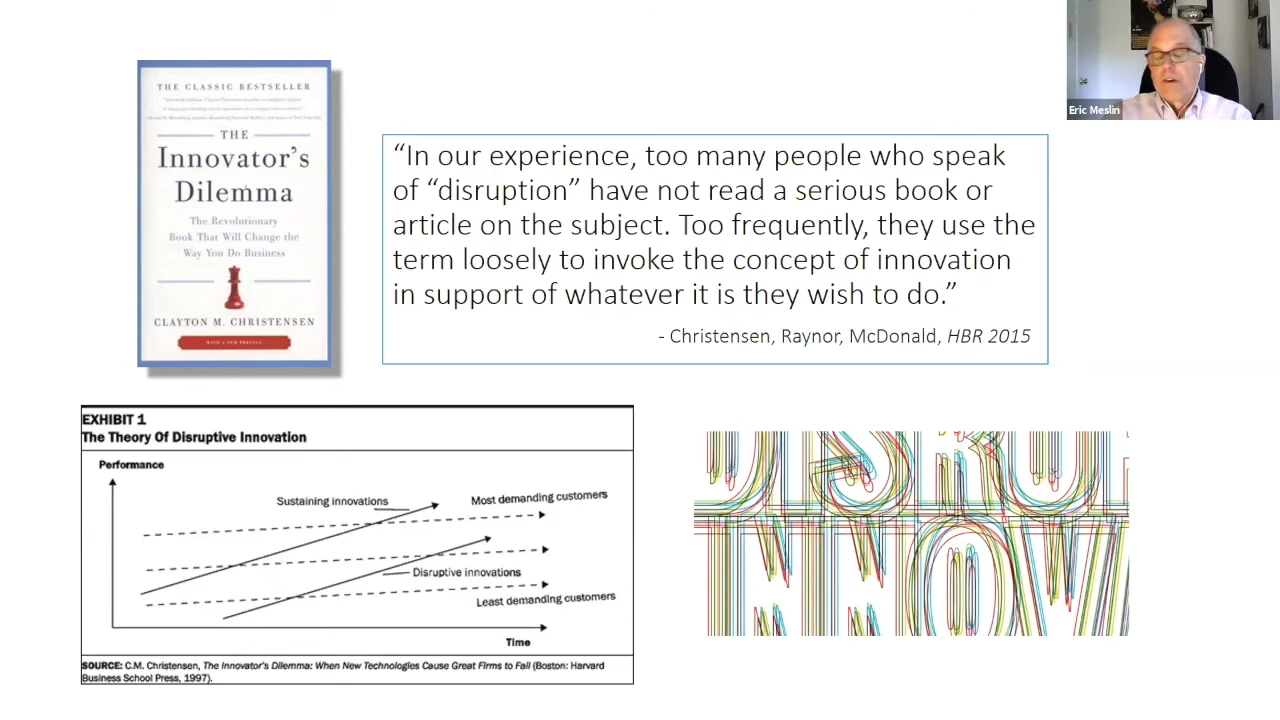 Eric Meslin
THE CLASSIC BESTSELLER
THE
Innovator's
Dilemma
The Revolutionary
Book That Will Change the
Way You Do Business
CLAYTON M. CHRISTENSEN
WITH A NEW PREFACE
“In our experience, too many people who speak
of “disruption” have not read a serious book or
article on the subject. Too frequently, they use the
term loosely to invoke the concept of innovation
in support of whatever it is they wish to do.”
- Christensen, Raynor, McDonald, HBR 2015
EXHIBIT 1
The Theory Of Disruptive Innovation
Performance
Sustaining innovations
Most demanding customers
Disruptive innovations
Least demanding customers
Time
SOURCE: C.M. Christensen, The Innovator's Dilemma: When New Technologies Cause Great Firms to Fail (Boston: Harvard
Business School Press, 1997).